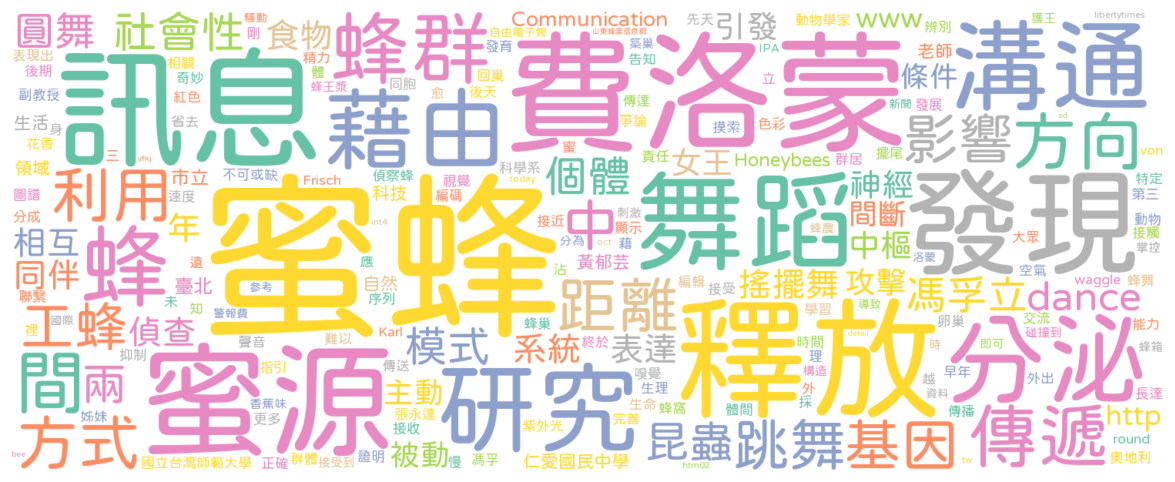 圓舞
社會性
騷動
剛
食物
蜂群
自由電子報
Communication
山東蜂業信息網
先天
引發
動物學家
www
辨別
護王
libertytimes
表現出
後期
相關
奇妙
精力
體
蜂王漿
發育
回巢
同胞
愈
後天
築巢
告知
IPA
老師
條件
溝通
訊息
副教授
紅色
省去
藉由
費洛蒙
傳達
爭論
摸索
立
色彩
新聞
發展
影響
方向
sd
生活
身
花香
領域
三
yfkj
不可或缺
偵察蜂
視覺
科學系
蜜
個體
責任
女王
Honeybees
群居
擺尾
神經
von
利用
市立
Frisch
科技
編碼
today
間斷
特定
第三
圖譜
分成
速度
年
蜜蜂
int4
接近
中
刺激
顯示
舞蹈
中樞
發現
大眾
動物
接觸
掌控
相互
蜂
遠
應
分為
oct
藉
蜂農
洛蒙
同伴
臺北
參考
自然
序列
沾
黃郁芸
編輯
接受
搖擺舞
攻擊
空氣
waggle
蜂舞
聯繫
未
知
警報費
距離
學習
導致
馮孚立
dance
裡
國際
工蜂
偵查
聲音
難以
Karl
蜂巢
交流
卵巢
碰撞到
能力
抑制
模式
系統
終於
表達
時間
理
detail
時
即可
蜂箱
間
兩
蜜源
指引
傳送
嗅覺
生理
構造
釋放
越
資料
早年
外出
分泌
主動
研究
生命
體間
外
採
長達
姊妹
香蕉味
更多
張永達
接收
紫外光
蜂窩
完善
傳播
傳遞
http
方式
證明
被動
昆蟲
跳舞
基因
round
bee
國立台灣師範大學
正確
群體
接受到
慢
馮孚
仁愛國民中學
htm02
tw
奧地利